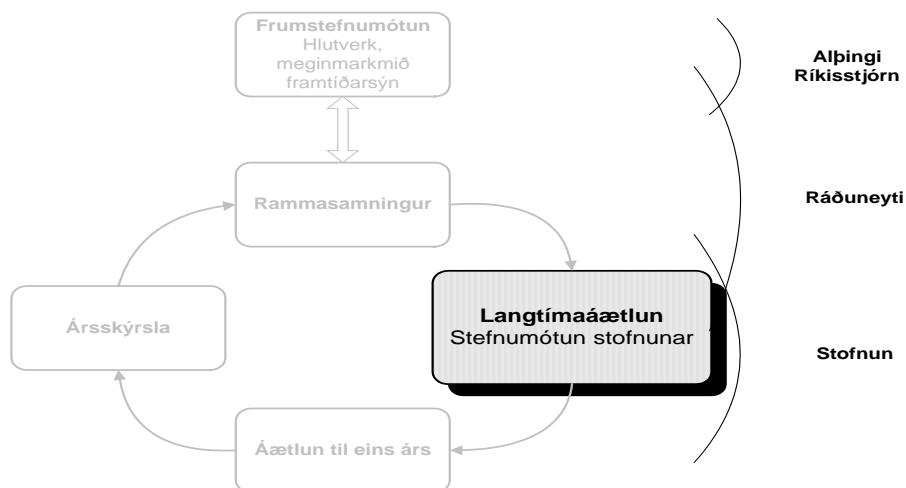 Frumstefnumótun
Hlutverk,
meginmarkmið
framtíðarsýn
Alþingi
Ríkisstjórn
Rammasamningur
Ráðuneyti
Langtímaáætlun
Stefnumótun stofnunar
Ársskýrsla
Stofnun
Áætlun til eins árs